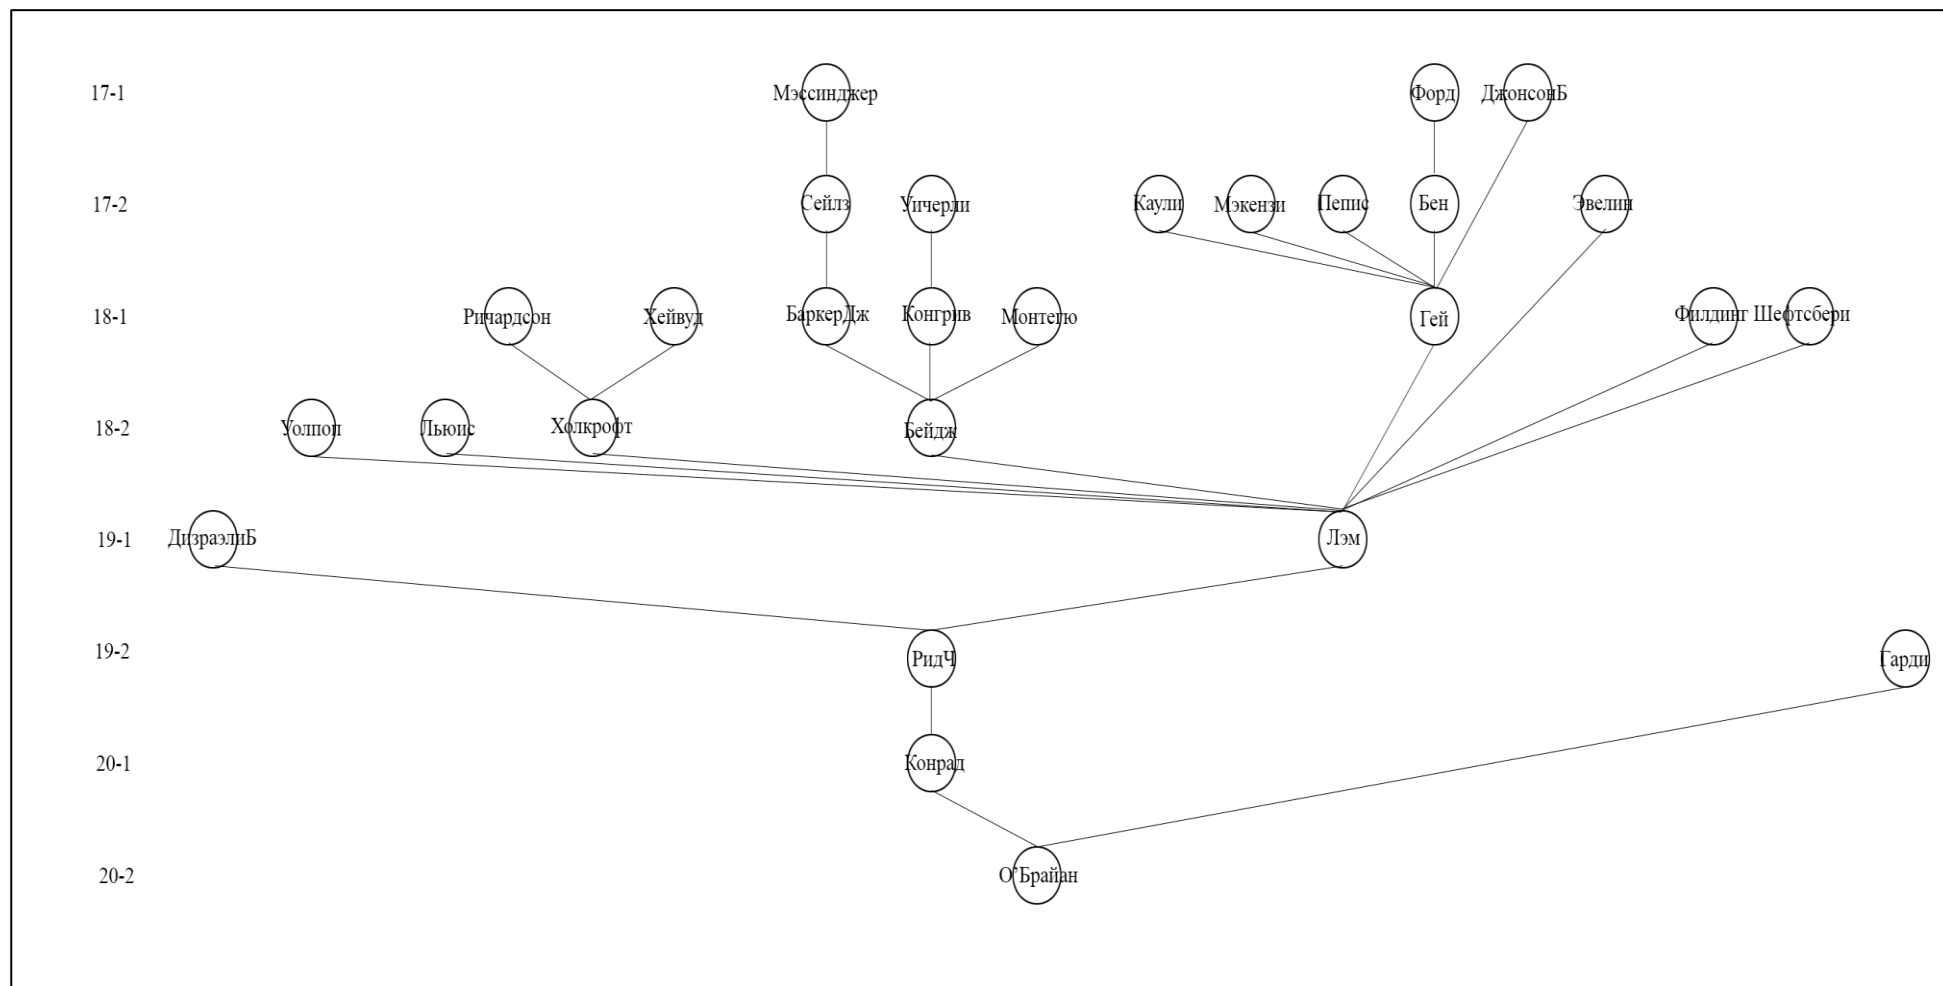 17-1 Мэссинджер Форд ДжонсонБ
17-2 Сейлз Уичерли Каули Мэкензи Пепис Бен Эвелин
18-1 Ричардсон Хейвуд БаркерДж Конгрив Монтегю Гей Филдинг Шефтсбери
18-2 Уолпол Льюис Холкрофт Бейдж
19-1 ДизраэлиБ Лэм
19-2 РидЧ Гарди
20-1 Конрад
20-2 О’Брайан